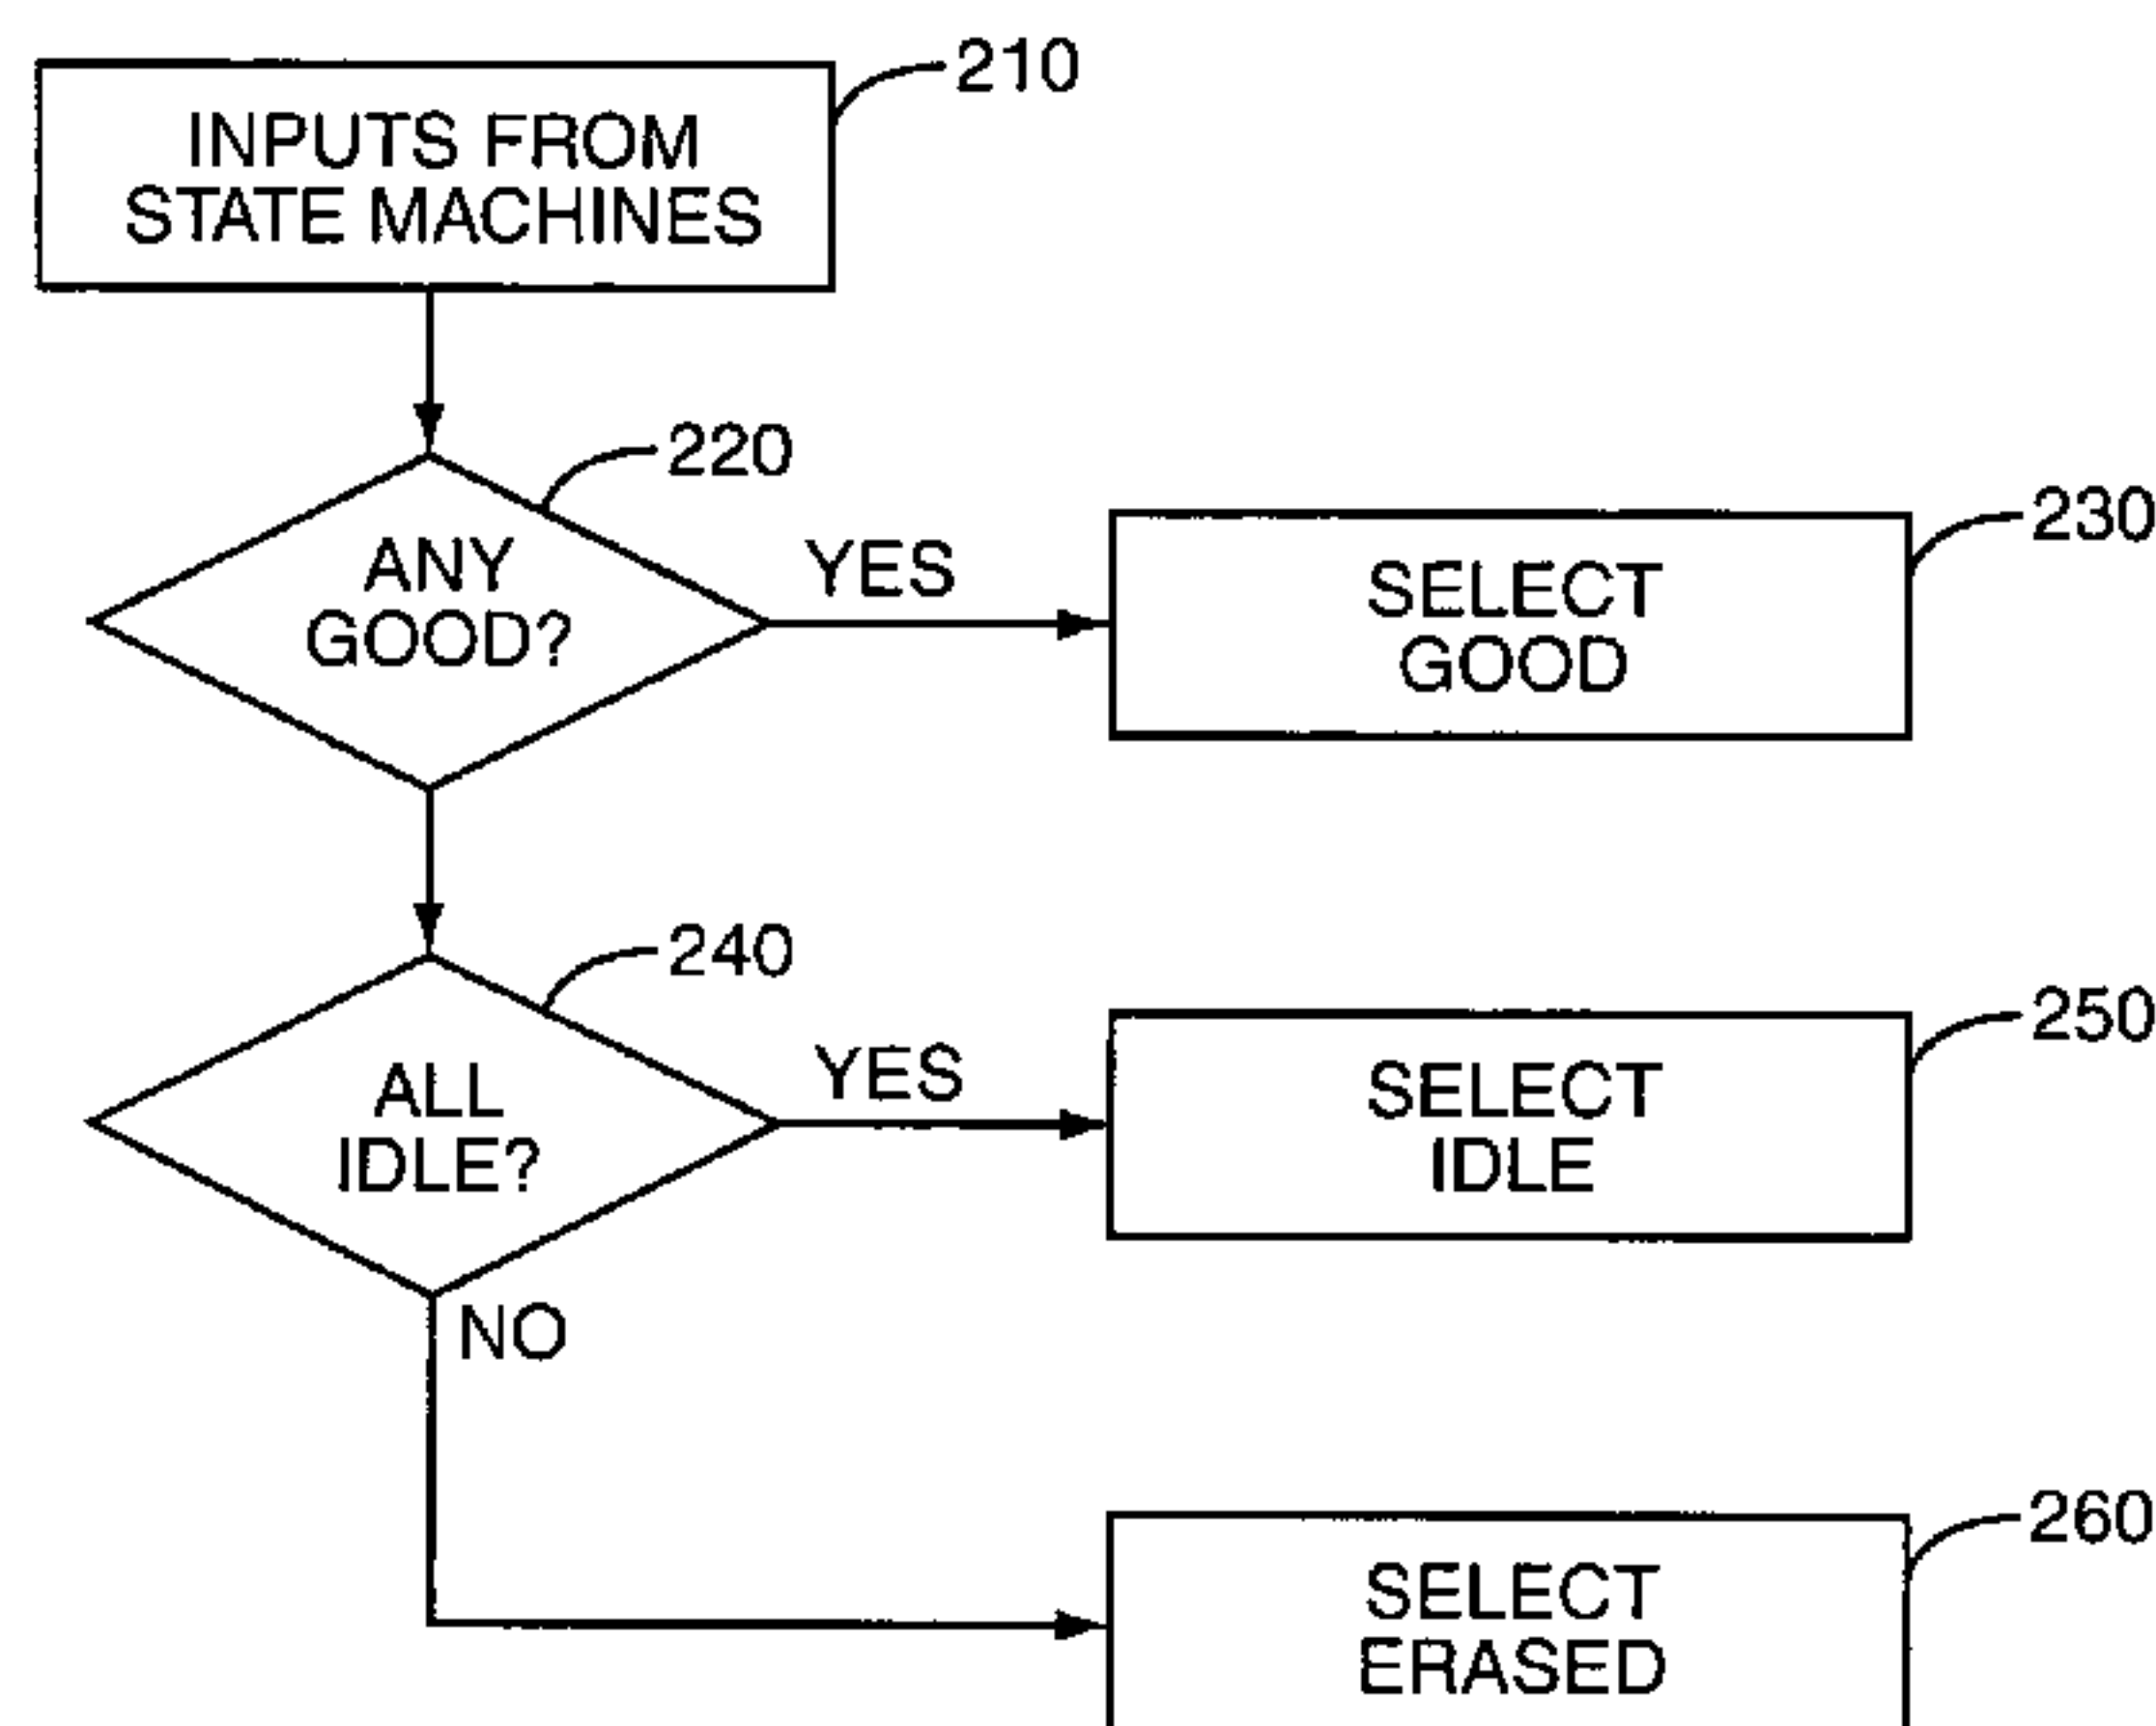 210
INPUTS FROM
STATE MACHINES
220
ANY
GOOD?
YES
230
SELECT
GOOD
240
ALL
IDLE?
YES
250
SELECT
IDLE
NO
260
SELECT
ERASED